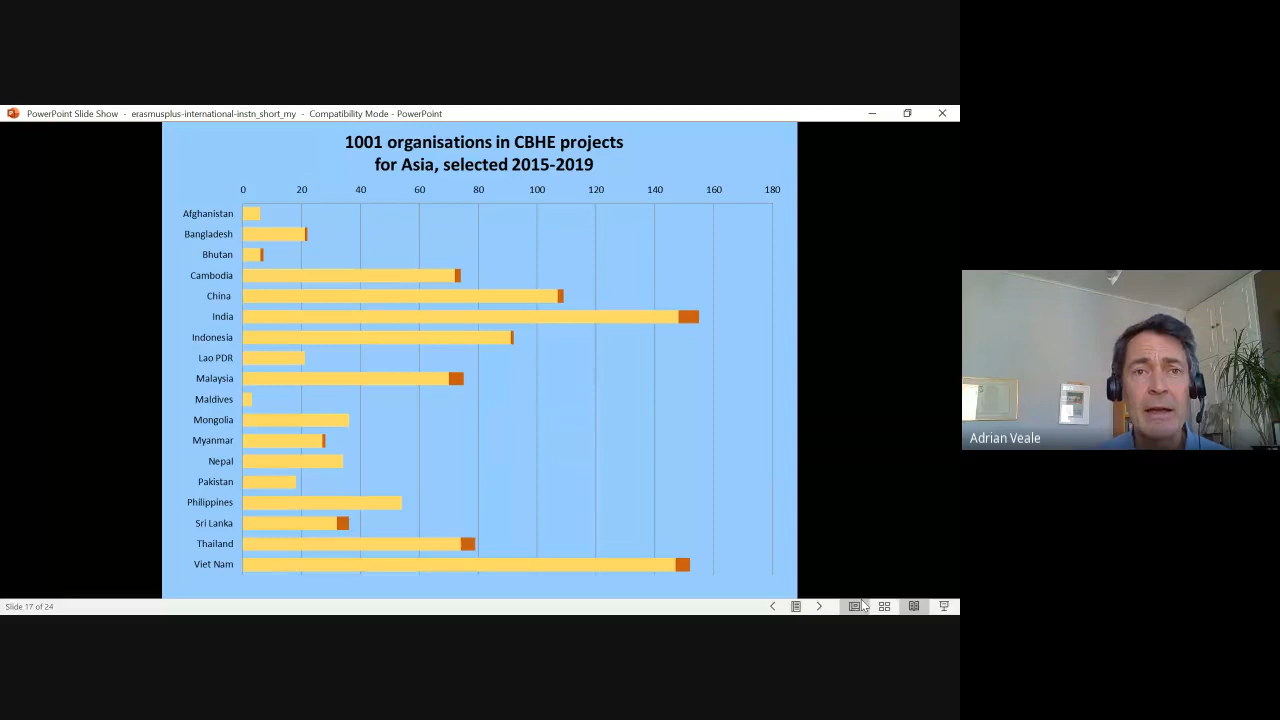 PowerPoint Slide Show - erasmusplus-international-instn_short_my - Compatibility Mode - PowerPoint
1001 organisations in CBHE projects
for Asia, selected 2015-2019
0 20 40 60 80 100 120 140 160 180
Afghanistan
Bangladesh
Bhutan
Cambodia
China
India
Indonesia
Lao PDR
Malaysia
Maldives
Mongolia
Myanmar
Nepal
Pakistan
Philippines
Sri Lanka
Thailand
Viet Nam
Slide 17 of 24
Adrian Veale